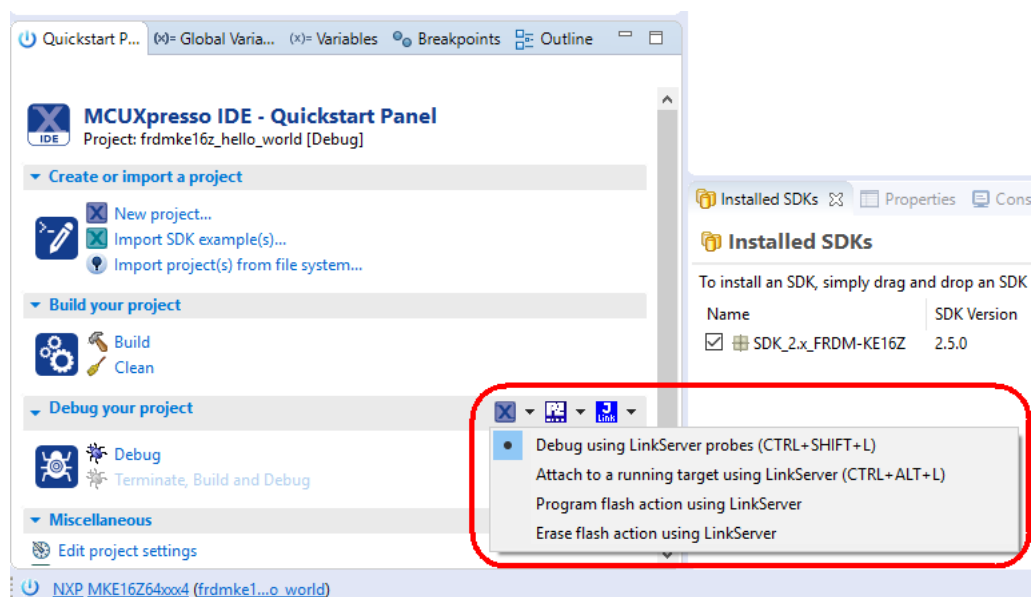 Quickstart P... (x)= Global Varia... (x)= Variables Breakpoints Outline
MCUXpresso IDE - Quickstart Panel
IDE
Project: frdmke16z_hello_world [Debug]
Create or import a project
New project...
Import SDK example(s)...
Import project(s) from file system...
Build your project
Build
Clean
Debug your project
Debug
Terminate, Build and Debug
Miscellaneous
Edit project settings
NXP MKE16Z64xxx4 (frdmke1...o_world)
Installed SDKs Properties Cons
Installed SDKs
To install an SDK, simply drag and drop an SDK
Name SDK Version
SDK_2.x_FRDM-KE16Z 2.5.0
PE J Link
Debug using LinkServer probes (CTRL+SHIFT+L)
Attach to a running target using LinkServer (CTRL+ALT+L)
Program flash action using LinkServer
Erase flash action using LinkServer